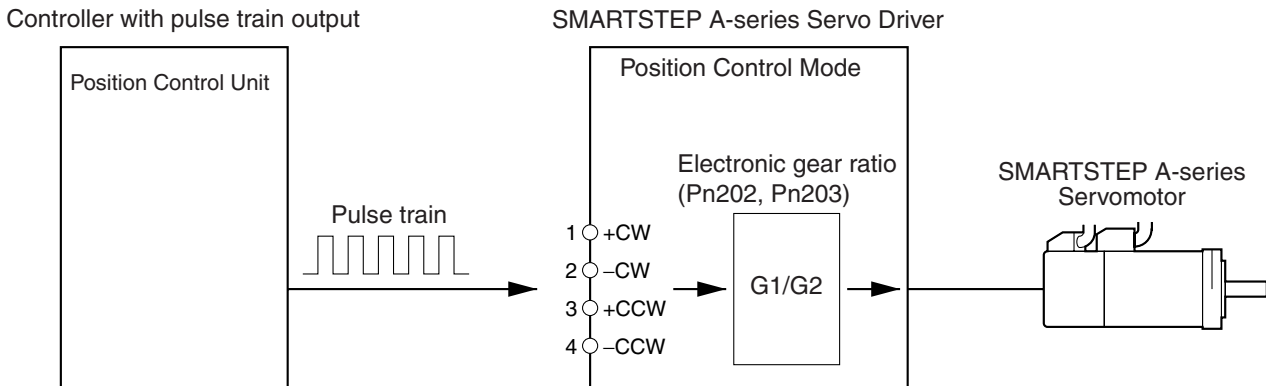 Controller with pulse train output
SMARTSTEP A-series Servo Driver
Position Control Unit
Position Control Mode
Electronic gear ratio
(Pn202, Pn203)
SMARTSTEP A-series
Servomotor
Pulse train
1 +CW
2 –CW
3 +CCW
4 –CCW
G1/G2